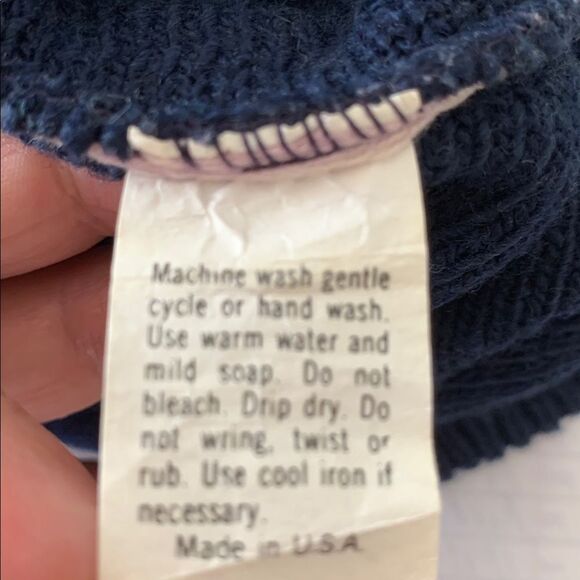 Machine wash gentle
cycle or hand wash.
Use warm water and
mild soap. Do not
bleach. Drip dry. Do
not wring, twist or
rub. Use cool iron if
necessary.
Made in U.S.A.